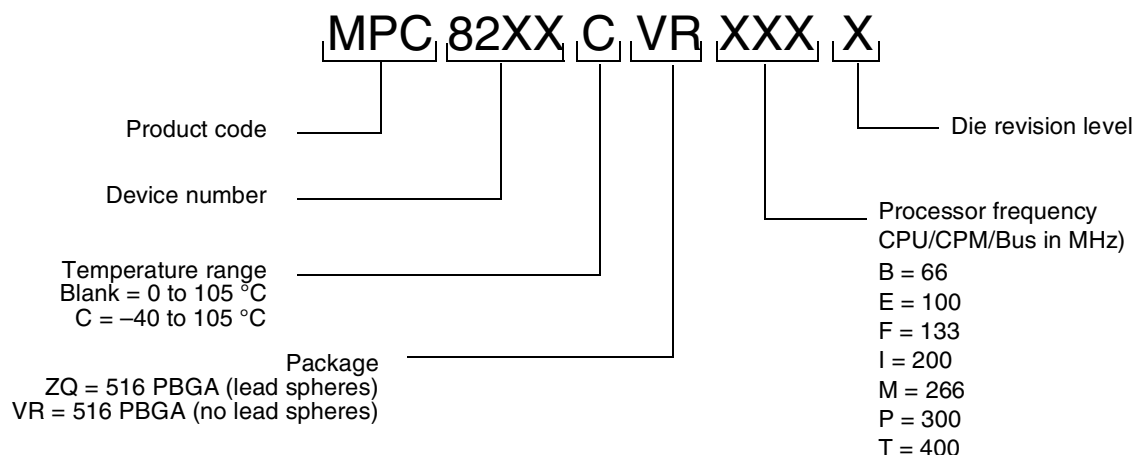 MPC 82XX C VR XXX X
Product code
Die revision level
Device number
Processor frequency
CPU/CPM/Bus in MHz)
B = 66
E = 100
F = 133
I = 200
M = 266
P = 300
T = 400
Temperature range
Blank = 0 to 105 °C
C = –40 to 105 °C
Package
ZQ = 516 PBGA (lead spheres)
VR = 516 PBGA (no lead spheres)